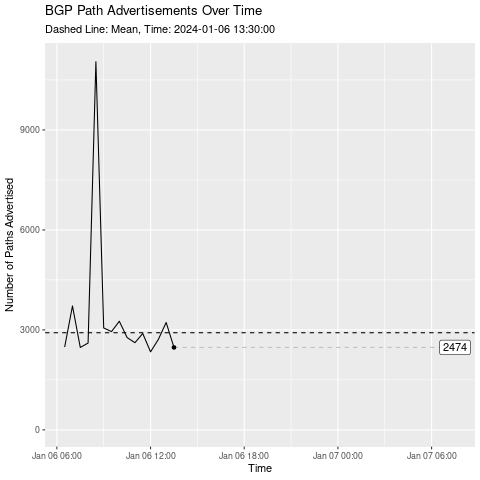 BGP Path Advertisements Over Time
Dashed Line: Mean, Time: 2024-01-06 13:30:00
Number of Paths Advertised
9000
6000
3000
0
2474
Jan 06 06:00
Jan 06 12:00
Jan 06 18:00
Jan 07 00:00
Jan 07 06:00
Time